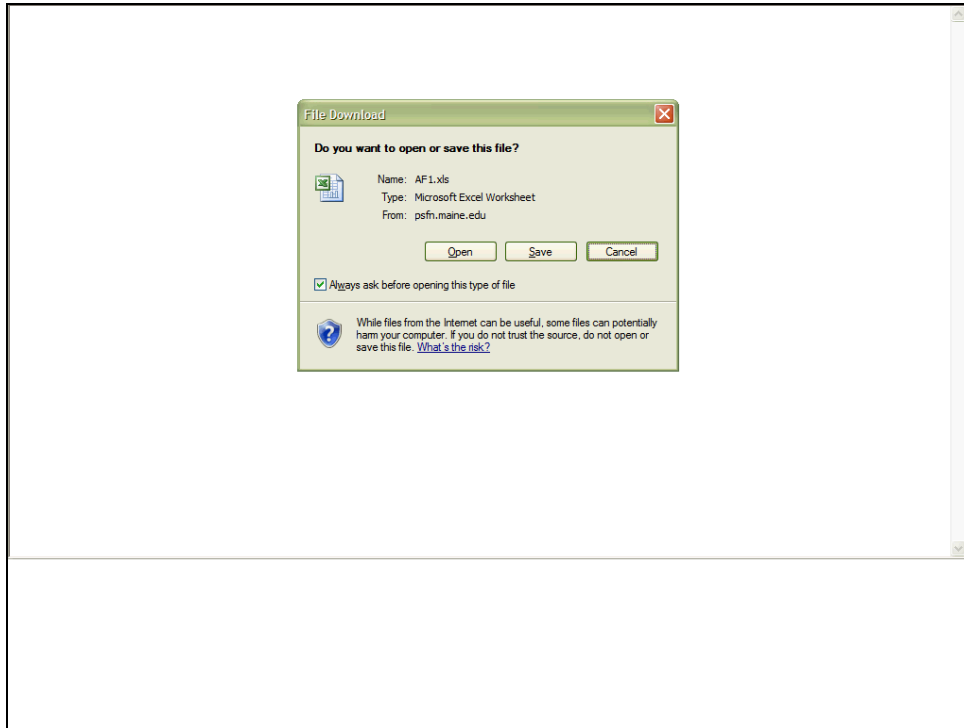 File Download
Do you want to open or save this file?
Name: AF1.xls
Type: Microsoft Excel Worksheet
From: psfn.maine.edu
Open Save Cancel
Always ask before opening this type of file
While files from the Internet can be useful, some files can potentially
harm your computer. If you do not trust the source, do not open or
save this file. What's the risk?